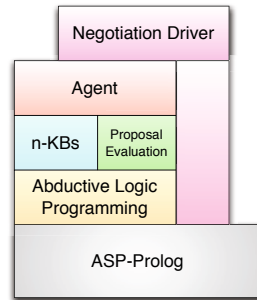 Negotiation Driver
Agent
n-KBs
Proposal
Evaluation
Abductive Logic
Programming
ASP-Prolog